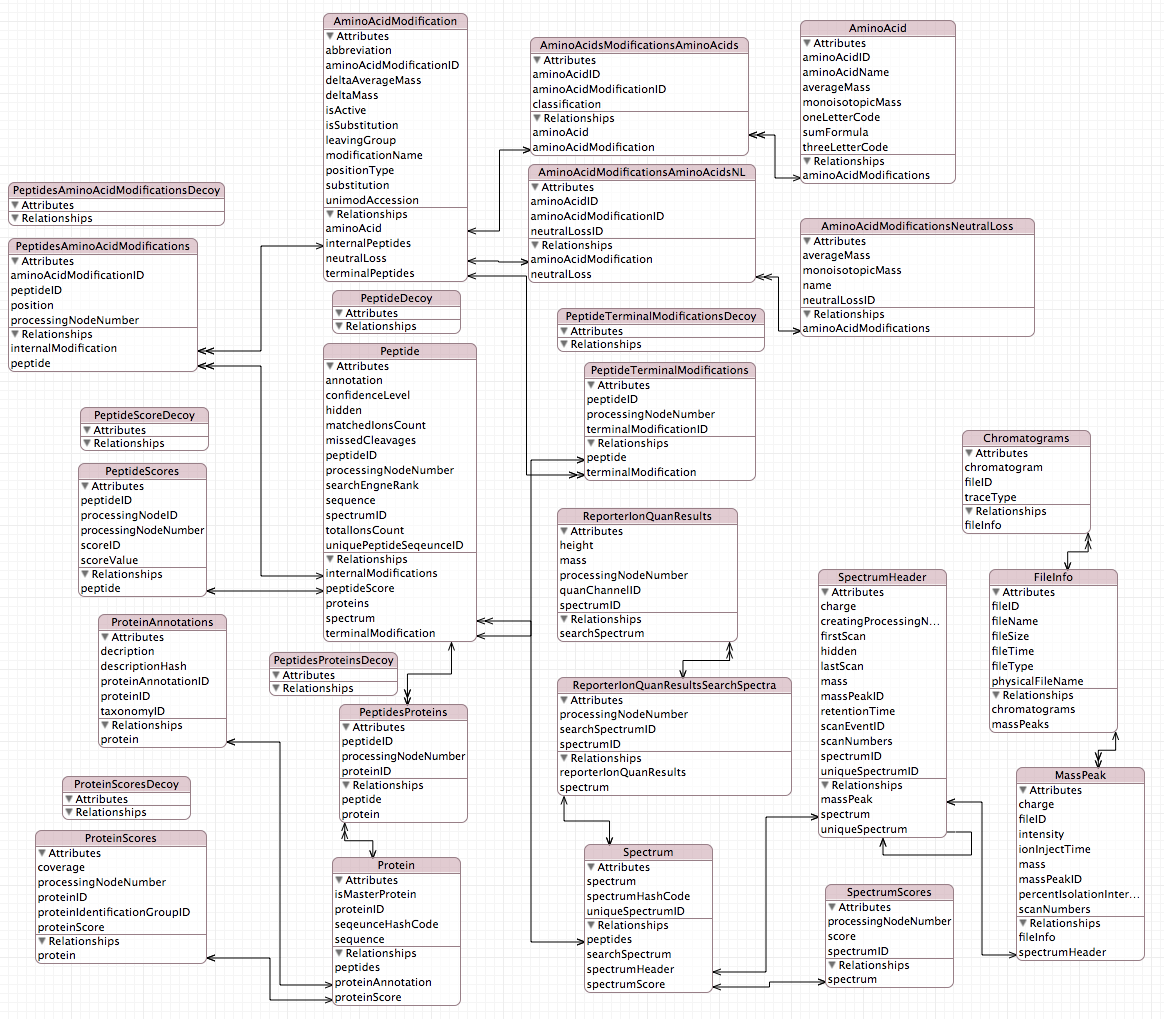 AminoAcidModification
Attributes
abbreviation
aminoAcidModificationID
deltaAverageMass
deltaMass
isActive
isSubstitution
leavingGroup
modificationName
positionType
substitution
unimodAccession
Relationships
aminoAcid
internalPeptides
neutralLoss
terminalPeptides
AminoAcidsModificationsAminoAcids
Attributes
aminoAcidID
aminoAcidModificationID
classification
Relationships
aminoAcid
aminoAcidModification
AminoAcid
Attributes
aminoAcidID
aminoAcidName
averageMass
monoisotopicMass
oneLetterCode
sumFormula
threeLetterCode
Relationships
aminoAcidModifications
AminoAcidModificationsAminoAcidsNL
Attributes
aminoAcidID
aminoAcidModificationID
neutralLossID
Relationships
aminoAcidModification
neutralLoss
PeptidesAminoAcidModificationsDecoy
Attributes
Relationships
PeptidesAminoAcidModifications
Attributes
aminoAcidModificationID
peptideID
position
processingNodeNumber
Relationships
internalModification
peptide
AminoAcidModificationsNeutralLoss
Attributes
averageMass
monoisotopicMass
name
neutralLossID
Relationships
aminoAcidModifications
PeptideDecoy
Attributes
Relationships
PeptideTerminalModificationsDecoy
Attributes
Relationships
Peptide
Attributes
annotation
confidenceLevel
hidden
matchedIonsCount
missedCleavages
peptideID
processingNodeNumber
searchEngneRank
sequence
spectrumID
totalIonsCount
uniquePeptideSeqeunceID
Relationships
internalModifications
peptideScore
proteins
spectrum
terminalModification
PeptideTerminalModifications
Attributes
peptideID
processingNodeNumber
terminalModificationID
Relationships
peptide
terminalModification
PeptideScoreDecoy
Attributes
Relationships
PeptideScores
Attributes
peptideID
processingNodeID
processingNodeNumber
scoreID
scoreValue
Relationships
peptide
Chromatograms
Attributes
chromatogram
fileID
traceType
Relationships
fileInfo
ReporterIonQuanResults
Attributes
height
mass
processingNodeNumber
quanChannelID
spectrumID
Relationships
searchSpectrum
SpectrumHeader
Attributes
charge
creatingProcessingN...
firstScan
hidden
lastScan
mass
massPeakID
retentionTime
scanEventID
scanNumbers
spectrumID
uniqueSpectrumID
Relationships
massPeak
spectrum
uniqueSpectrum
FileInfo
Attributes
fileID
fileName
fileSize
fileTime
fileType
physicalFileName
Relationships
chromatograms
massPeaks
ProteinAnnotations
Attributes
decription
descriptionHash
proteinAnnotationID
proteinID
taxonomyID
Relationships
protein
PeptidesProteinsDecoy
Attributes
Relationships
PeptidesProteins
Attributes
peptideID
processingNodeNumber
proteinID
Relationships
peptide
protein
ReporterIonQuanResultsSearchSpectra
Attributes
processingNodeNumber
searchSpectrumID
spectrumID
Relationships
reporterIonQuanResults
spectrum
MassPeak
Attributes
charge
fileID
intensity
ionInjectTime
mass
massPeakID
percentIsolationInter...
scanNumbers
Relationships
fileInfo
spectrumHeader
ProteinScoresDecoy
Attributes
Relationships
ProteinScores
Attributes
coverage
processingNodeNumber
proteinID
proteinIdentificationGroupID
proteinScore
Relationships
protein
Protein
Attributes
isMasterProtein
proteinID
seqeunceHashCode
sequence
Relationships
peptides
proteinAnnotation
proteinScore
Spectrum
Attributes
spectrum
spectrumHashCode
uniqueSpectrumID
Relationships
peptides
searchSpectrum
spectrumHeader
spectrumScore
SpectrumScores
Attributes
processingNodeNumber
score
spectrumID
Relationships
spectrum